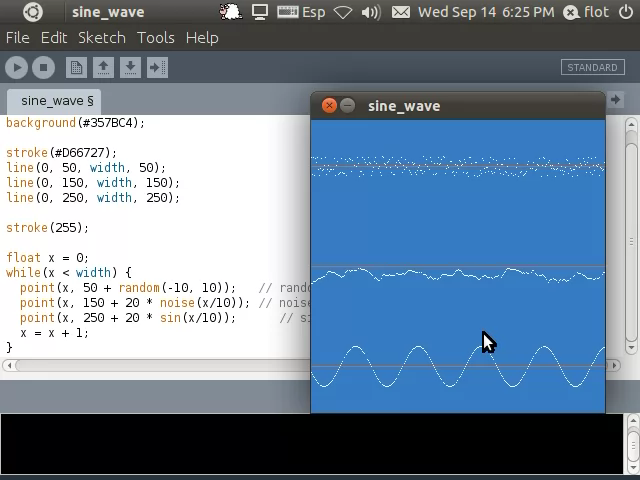 sine_wave
Esp
Wed Sep 14 6:25 PM
flot
File Edit Sketch Tools Help
STANDARD
sine_wave §
sine_wave
background(#357BC4);
stroke(#D66727);
line(0, 50, width, 50);
line(0, 150, width, 150);
line(0, 250, width, 250);
stroke(255);
float x = 0;
while(x < width) {
point(x, 50 + random(-10, 10)); // rando
point(x, 150 + 20 * noise(x/10)); // noise
point(x, 250 + 20 * sin(x/10)); // si
x = x + 1;
}